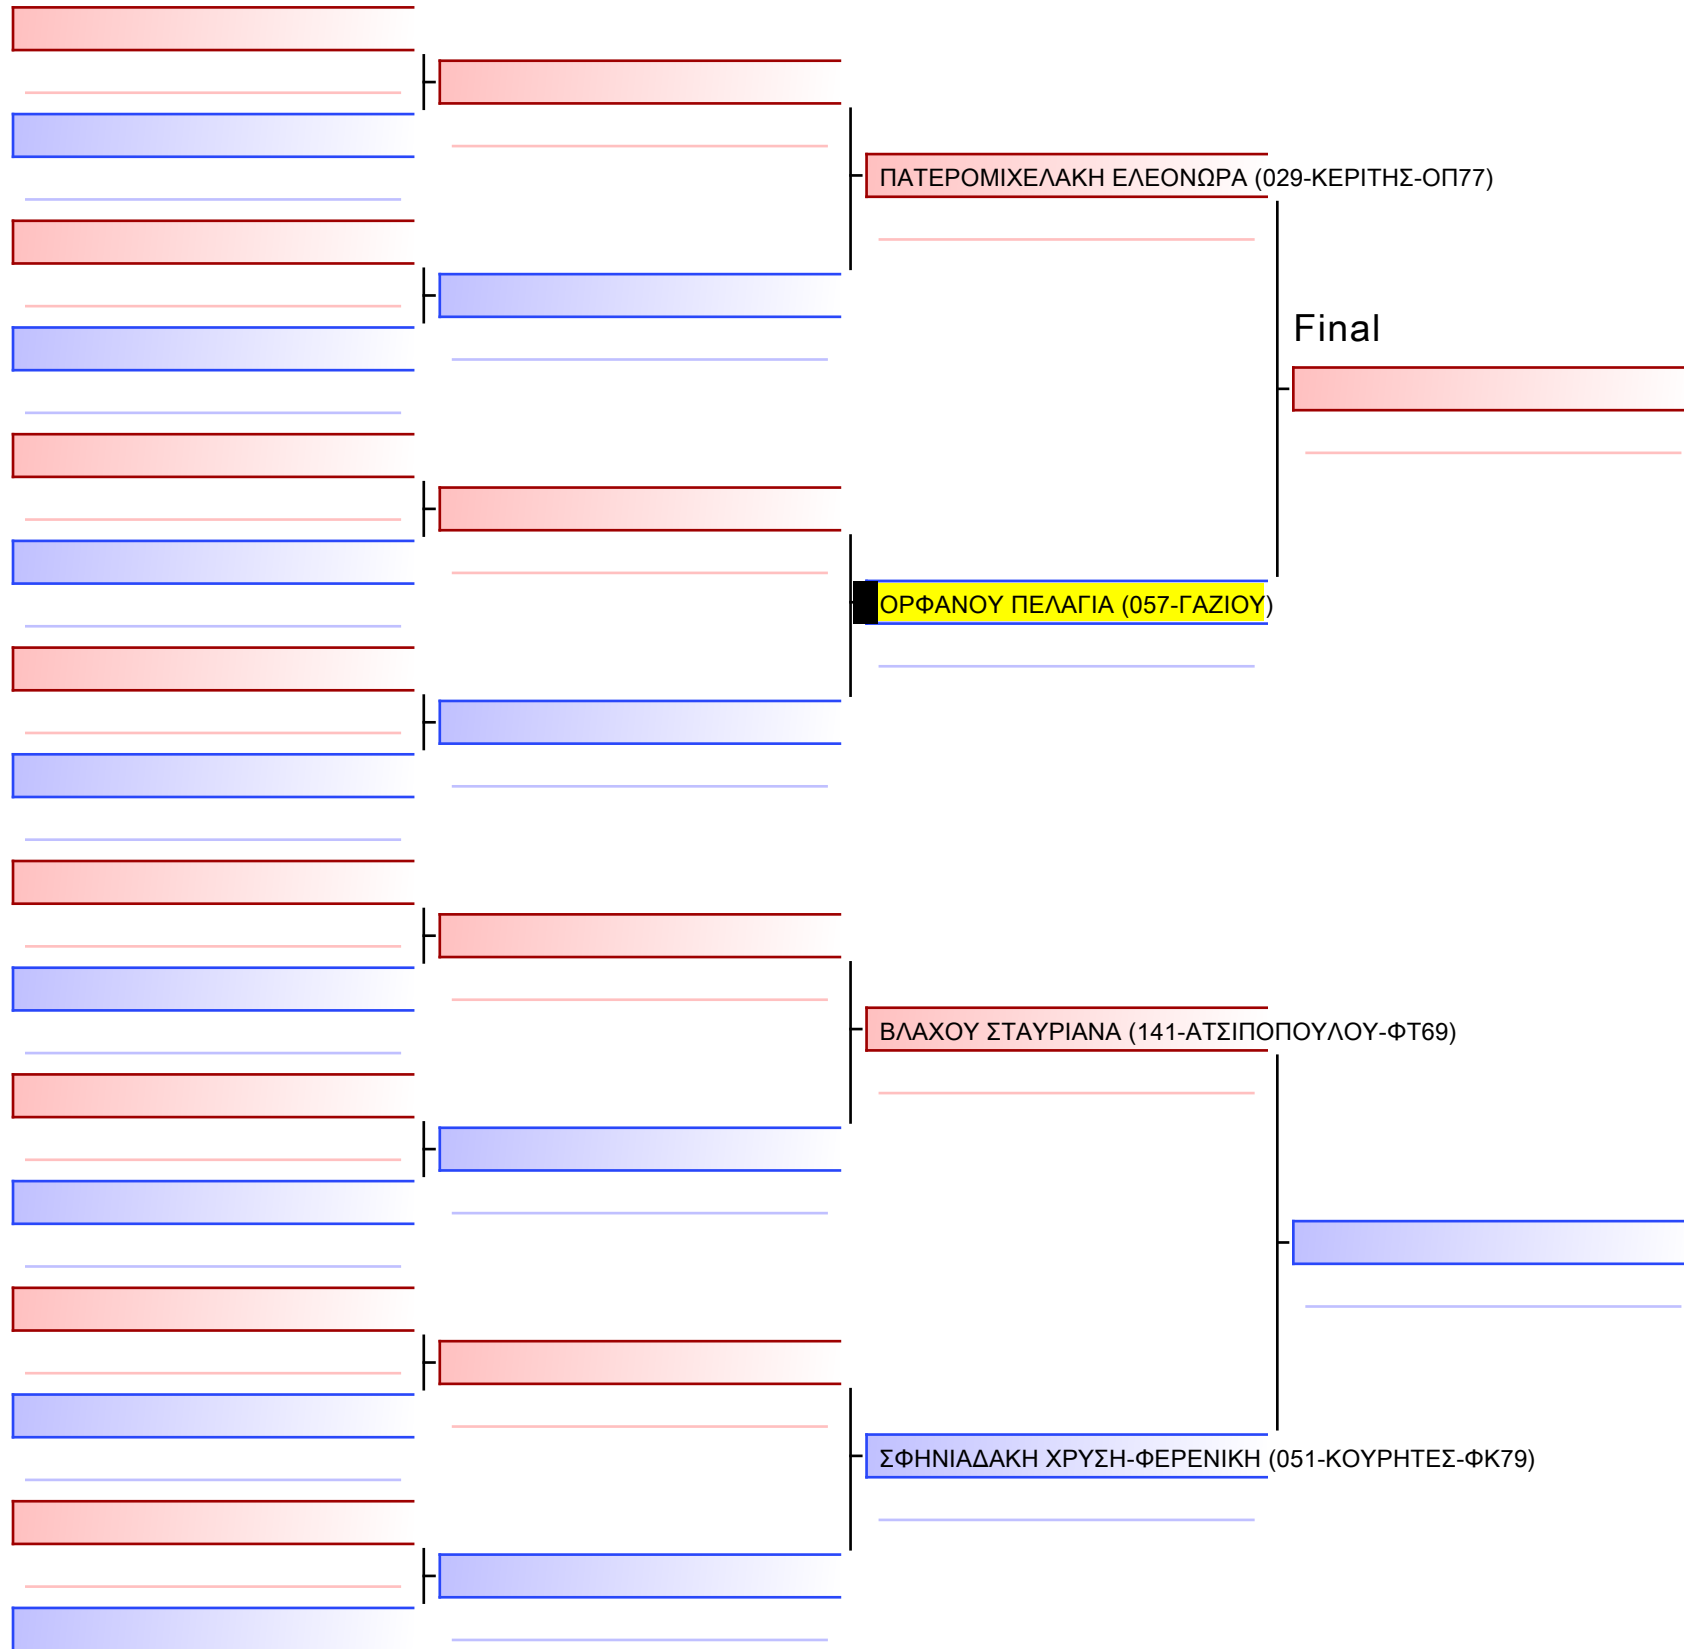 ΠΑΤΕΡΟΜΙΧΕΛΑΚΗ ΕΛΕΟΝΩΡΑ (029-ΚΕΡΙΤΗΣ-ΟΠ77)
Final
ΟΡΦΑΝΟΥ ΠΕΛΑΓΙΑ (057-ΓΑΖΙΟΥ)
ΒΛΑΧΟΥ ΣΤΑΥΡΙΑΝΑ (141-ΑΤΣΙΠΟΠΟΥΛΟΥ-ΦΤ69)
ΣΦΗΝΙΑΔΑΚΗ ΧΡΥΣΗ-ΦΕΡΕΝΙΚΗ (051-ΚΟΥΡΗΤΕΣ-ΦΚ79)